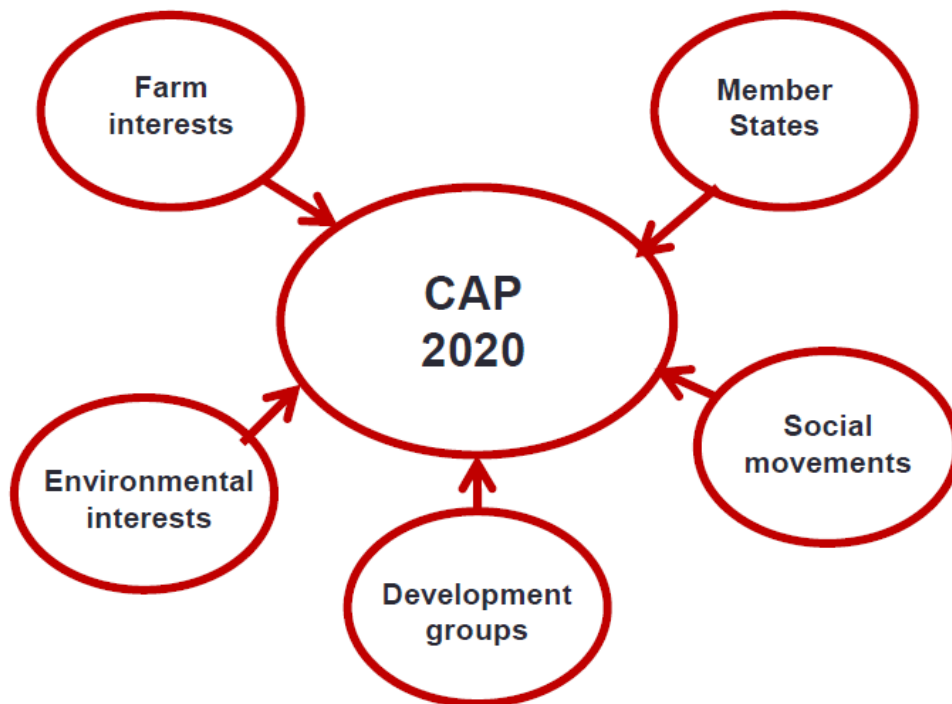 Farm
interests
Member
States
CAP
2020
Social
movements
Environmental
interests
Development
groups